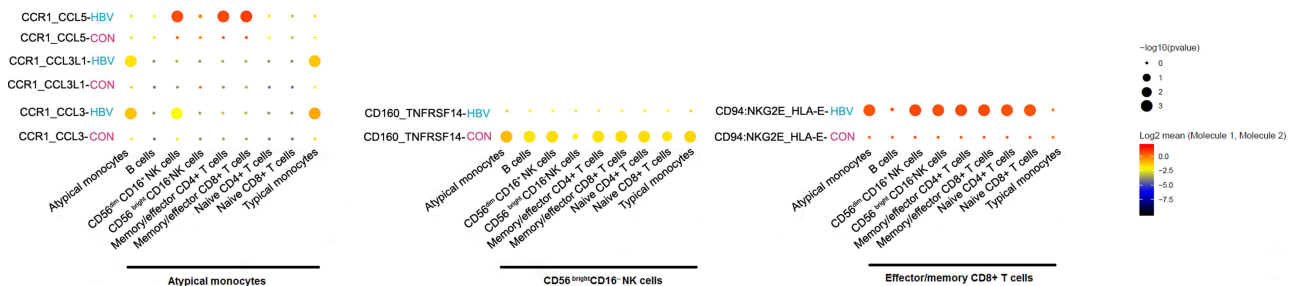 CCR1_CCL5-HBV
CCR1_CCL5-CON
CCR1_CCL3L1-HBV
CCR1_CCL3L1-CON
CCR1_CCL3-HBV
CCR1_CCL3-CON
Atypical monocytes
B cells
CD56dim CD16+ NK cells
CD56 bright CD16-NK cells
Memory/effector CD4+ T cells
Memory/effector CD8+ T cells
Naive CD4+ T cells
Naive CD8+ T cells
Typical monocytes
Atypical monocytes
CD160_TNFRSF14-HBV
CD160_TNFRSF14-CON
Atypical monocytes
B cells
CD56dim CD16+ NK cells
CD56 bright CD16-NK cells
Memory/effector CD4+ T cells
Memory/effector CD8+ T cells
Naive CD4+ T cells
Naive CD8+ T cells
Typical monocytes
CD56 brightCD16- NK cells
CD94:NKG2E_HLA-E-HBV
CD94:NKG2E_HLA-E-CON
Atypical monocytes
B cells
CD56dim CD16+ NK cells
CD56 bright CD16-NK cells
Memory/effector CD4+ T cells
Memory/effector CD8+ T cells
Naive CD4+ T cells
Naive CD8+ T cells
Typical monocytes
Effector/memory CD8+ T cells
−log10(pvalue)
0
1
2
3
Log2 mean (Molecule 1, Molecule 2)
0.0
−2.5
−5.0
−7.5